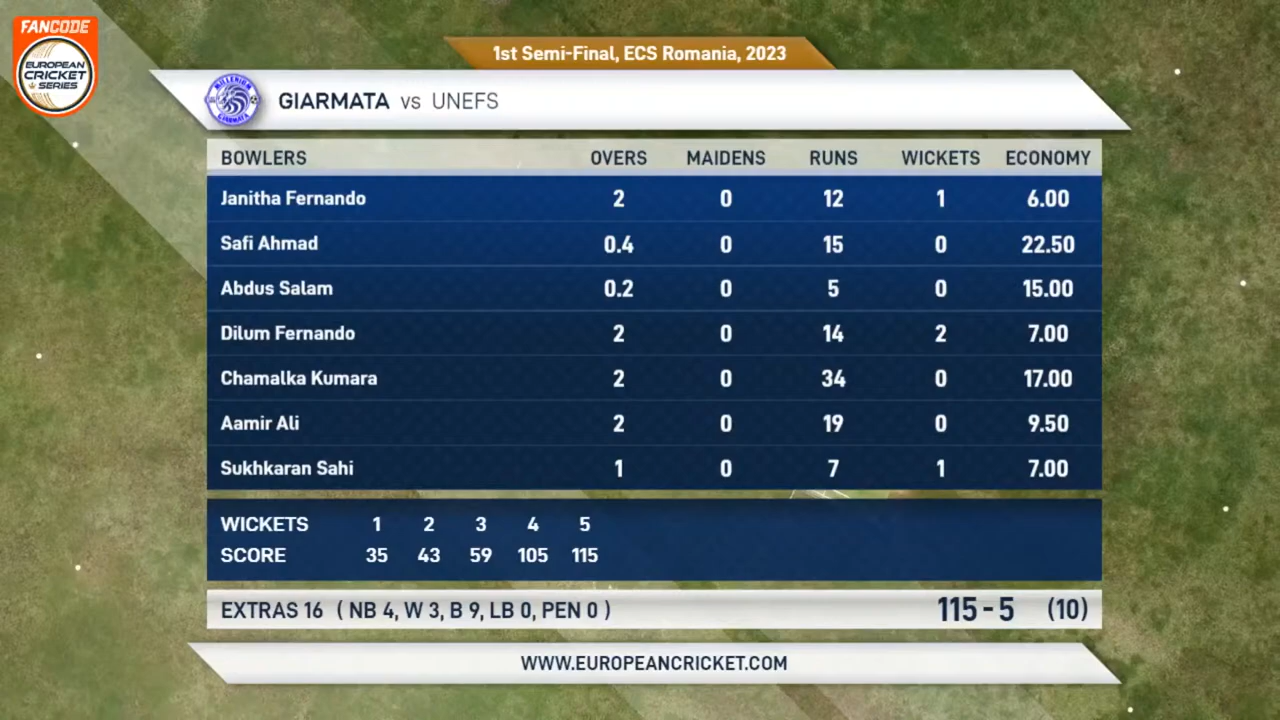 FANCODE
EUROPEAN
CRICKET
SERIES
1st Semi-Final, ECS Romania, 2023
MILLENIUM
GIARMATA
GIARMATA vs UNEFS
BOWLERS OVERS MAIDENS RUNS WICKETS ECONOMY
Janitha Fernando 2 0 12 1 6.00
Safi Ahmad 0.4 0 15 0 22.50
Abdus Salam 0.2 0 5 0 15.00
Dilum Fernando 2 0 14 2 7.00
Chamalka Kumara 2 0 34 0 17.00
Aamir Ali 2 0 19 0 9.50
Sukhkaran Sahi 1 0 7 1 7.00
WICKETS 1 2 3 4 5
SCORE 35 43 59 105 115
EXTRAS 16 ( NB 4, W 3, B 9, LB 0, PEN 0 ) 115 - 5 (10)
WWW.EUROPEANCRICKET.COM